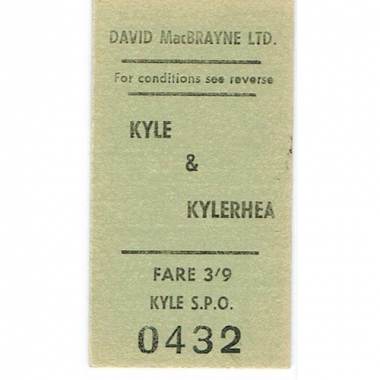 DAVID MacBRAYNE LTD.
For conditions see reverse
KYLE
&
KYLERHEA
FARE 3/9
KYLE S.P.O.
0432